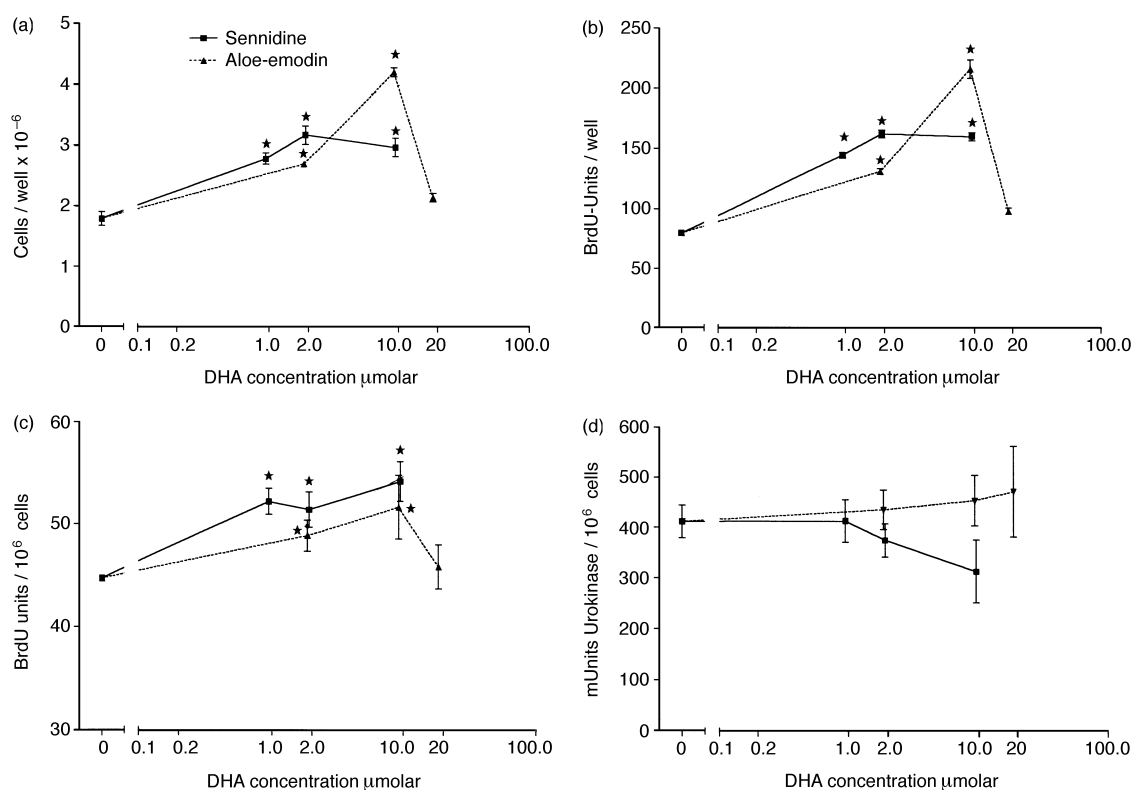 (a)
5
4
3
2
1
0
Cells / well x 10⁻⁶
Sennidine
Aloe-emodin
0 0.1 0.2 1.0 2.0 10.0 20 100.0
DHA concentration μmolar
(b)
250
200
150
100
50
0
BrdU-Units / well
0 0.1 0.2 1.0 2.0 10.0 20 100.0
DHA concentration μmolar
(c)
60
50
40
30
BrdU units / 10⁶ cells
0 0.1 0.2 1.0 2.0 10.0 20 100.0
DHA concentration μmolar
(d)
600
500
400
300
200
100
0
mUnits Urokinase / 10⁶ cells
0 0.1 0.2 1.0 2.0 10.0 20 100.0
DHA concentration μmolar